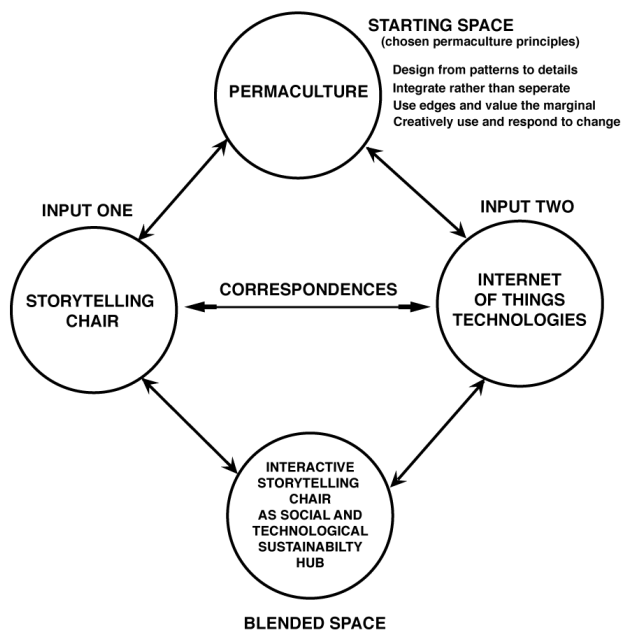 STARTING SPACE
(chosen permaculture principles)
Design from patterns to details
Integrate rather than seperate
Use edges and value the marginal
Creatively use and respond to change
PERMACULTURE
INPUT ONE
INPUT TWO
STORYTELLING
CHAIR
CORRESPONDENCES
INTERNET
OF THINGS
TECHNOLOGIES
INTERACTIVE
STORYTELLING
CHAIR
AS SOCIAL AND
TECHNOLOGICAL
SUSTAINABILTY
HUB
BLENDED SPACE